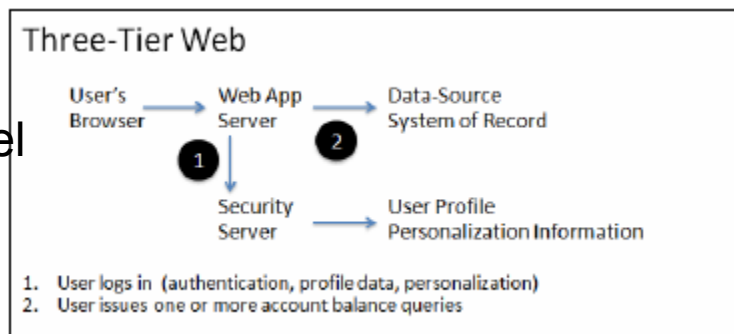 Three-Tier Web
User's Browser
Web App Server
Data-Source System of Record
el
1
2
Security Server
User Profile Personalization Information
1. User logs in (authentication, profile data, personalization)
2. User issues one or more account balance queries